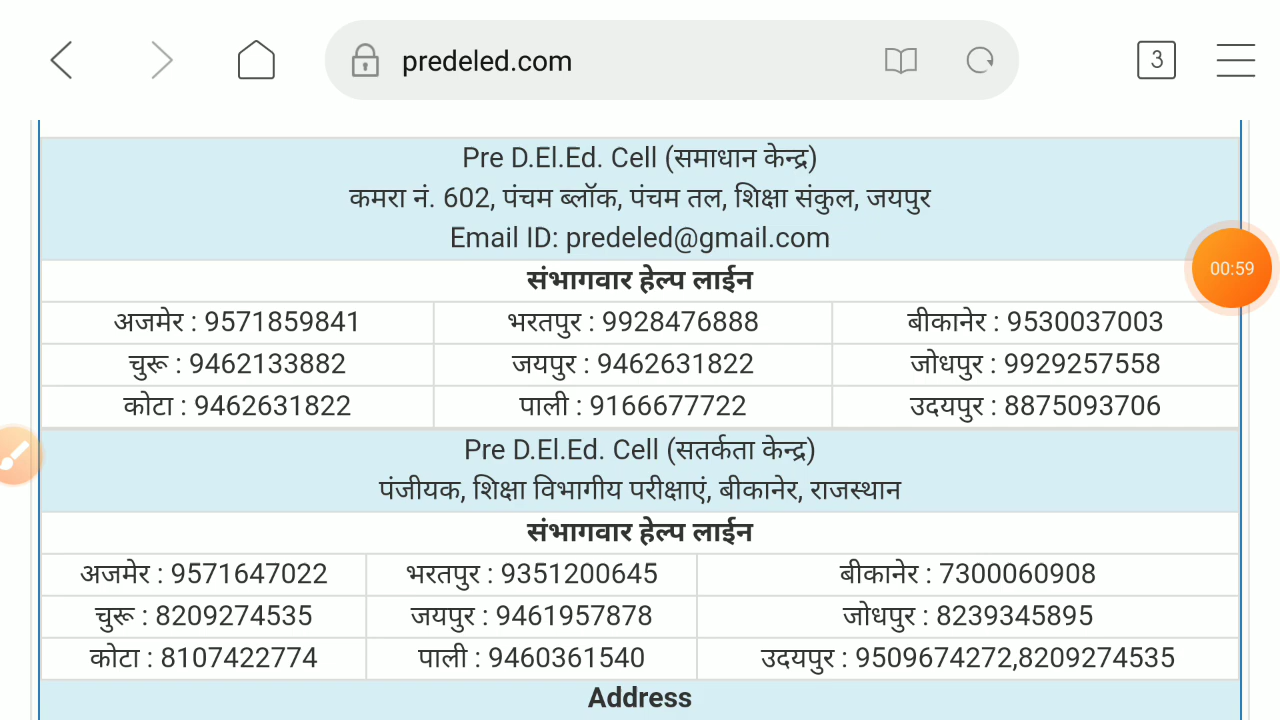 predeled.com
3
Pre D.El.Ed. Cell (समाधान केन्द्र)
कमरा नं. 602, पंचम ब्लॉक, पंचम तल, शिक्षा संकुल, जयपुर
Email ID: predeled@gmail.com
संभागवार हेल्प लाईन
00:59
अजमेर : 9571859841 भरतपुर : 9928476888 बीकानेर : 9530037003
चुरू : 9462133882 जयपुर : 9462631822 जोधपुर : 9929257558
कोटा : 9462631822 पाली : 9166677722 उदयपुर : 8875093706
Pre D.El.Ed. Cell (सतर्कता केन्द्र)
पंजीयक, शिक्षा विभागीय परीक्षाएं, बीकानेर, राजस्थान
संभागवार हेल्प लाईन
अजमेर : 9571647022 भरतपुर : 9351200645 बीकानेर : 7300060908
चुरू : 8209274535 जयपुर : 9461957878 जोधपुर : 8239345895
कोटा : 8107422774 पाली : 9460361540 उदयपुर : 9509674272,8209274535
Address